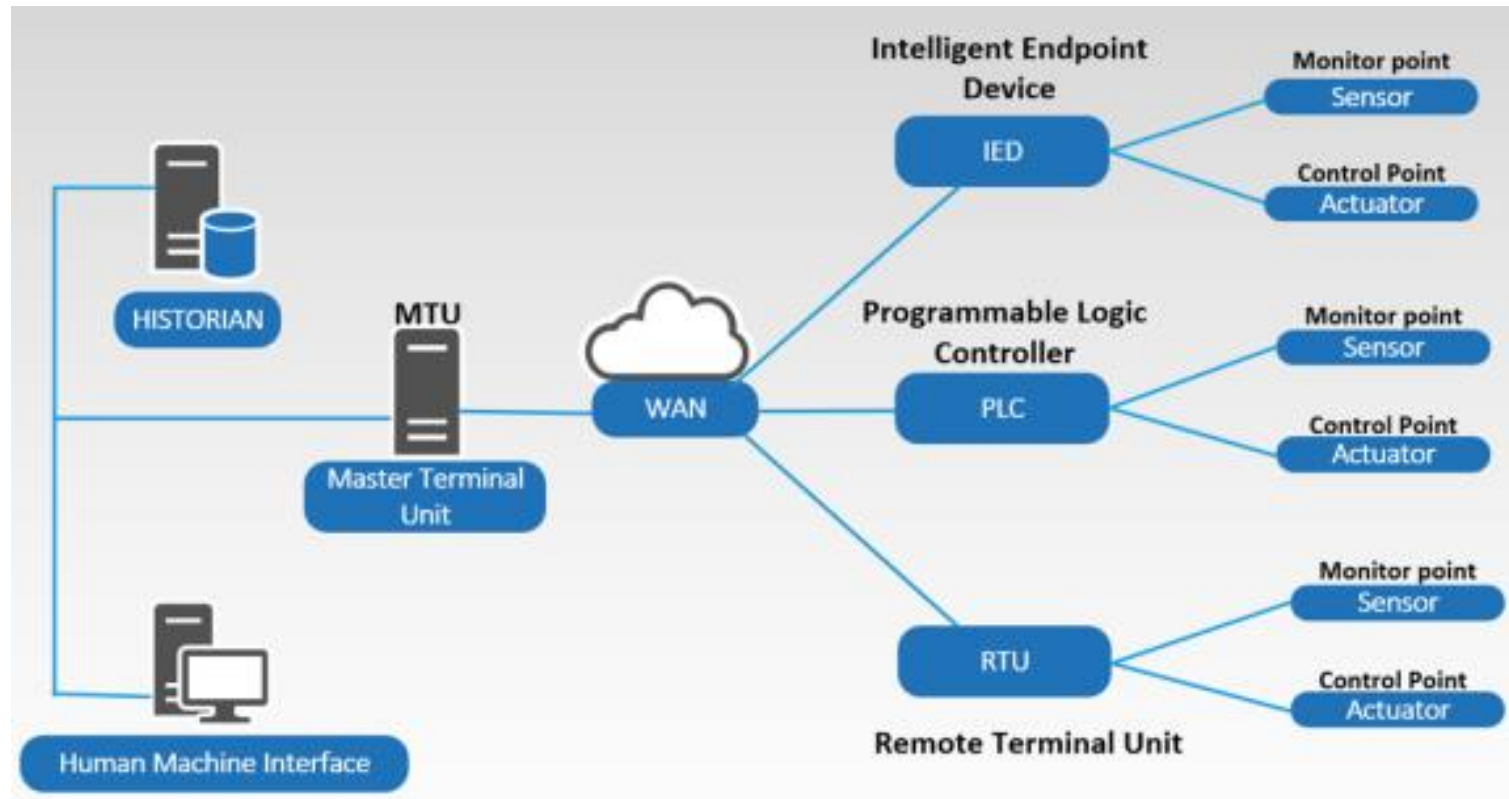 HISTORIAN
MTU
Master Terminal
Unit
Human Machine Interface
WAN
Intelligent Endpoint
Device
IED
Monitor point
Sensor
Control Point
Actuator
Programmable Logic
Controller
PLC
Monitor point
Sensor
Control Point
Actuator
RTU
Remote Terminal Unit
Monitor point
Sensor
Control Point
Actuator